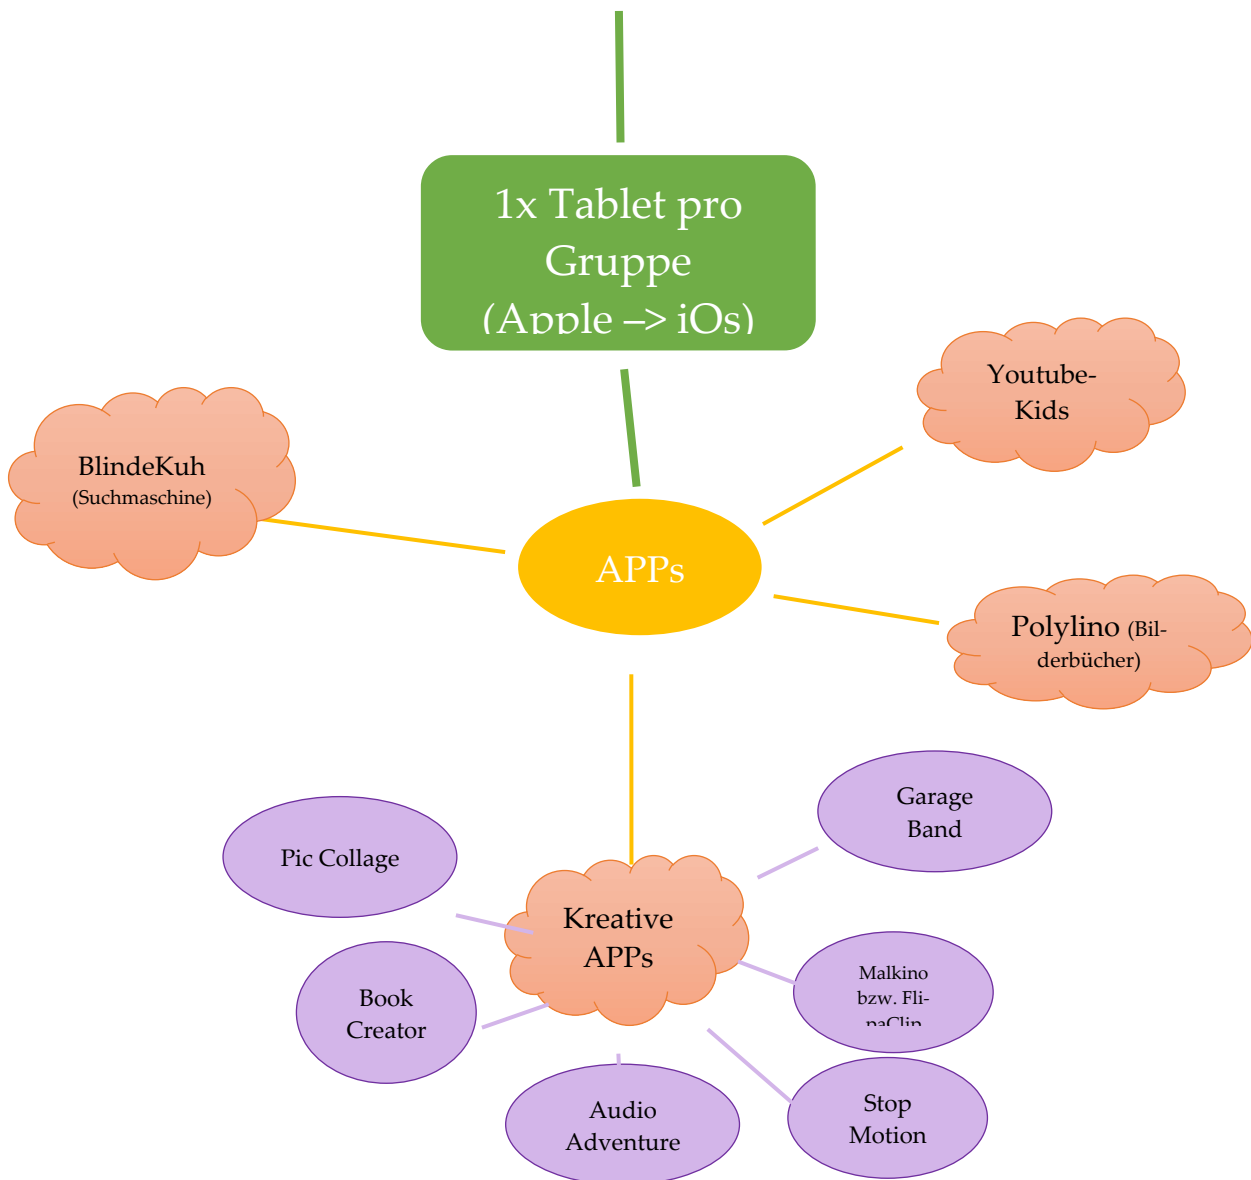 1x Tablet pro
Gruppe
(Apple –> iOs)
Youtube-
Kids
BlindeKuh
(Suchmaschine)
APPs
Polylino (Bil-
derbücher)
Garage
Band
Pic Collage
Kreative
APPs
Malkino
bzw. Fli-
paClip
Book
Creator
Stop
Motion
Audio
Adventure